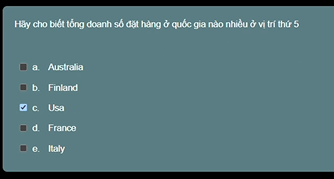 Hãy cho biết tổng doanh số đặt hàng ở quốc gia nào nhiều ở vị trí thứ 5
a. Australia
b. Finland
c. Usa
d. France
e. Italy